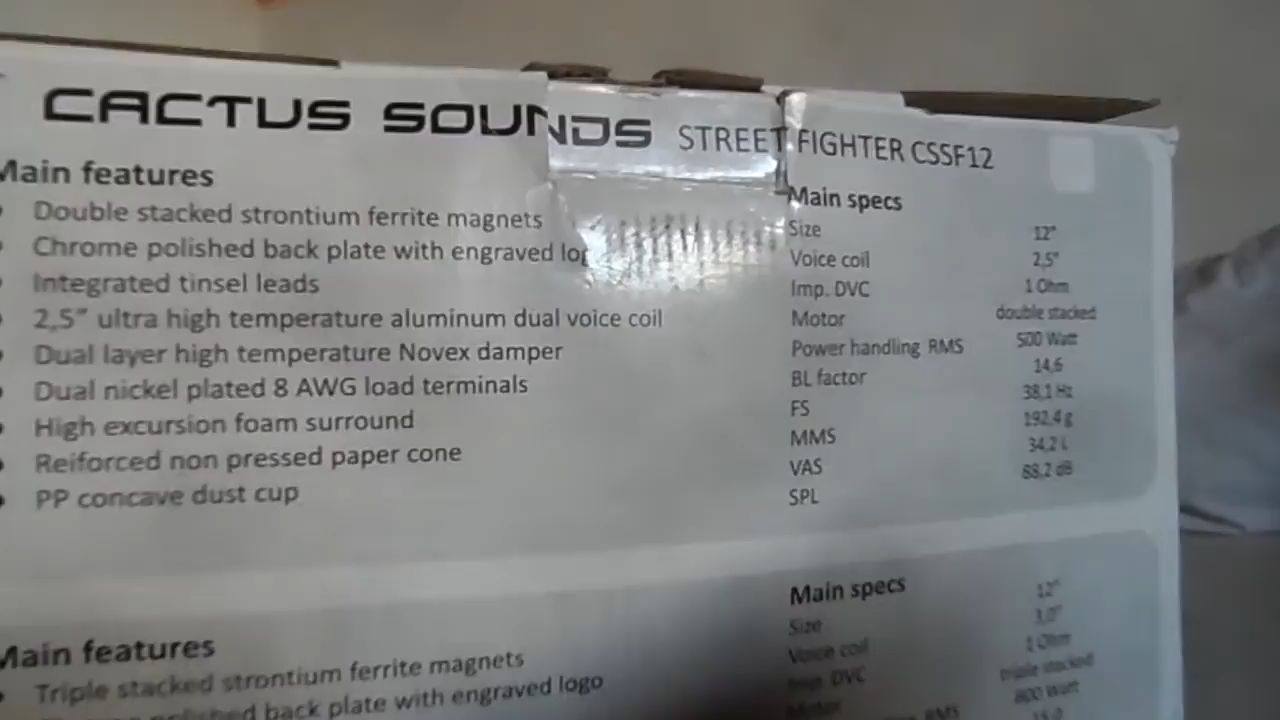 CACTUS SOUNDS STREET FIGHTER CSSF12
Main features
Double stacked strontium ferrite magnets
Chrome polished back plate with engraved log
Integrated tinsel leads
2,5" ultra high temperature aluminum dual voice coil
Dual layer high temperature Novex damper
Dual nickel plated 8 AWG load terminals
High excursion foam surround
Reiforced non pressed paper cone
PP concave dust cup
Main specs
Size 12"
Voice coil 2,5"
Imp. DVC 1 Ohm
Motor double stacked
Power handling RMS 500 Watt
BL factor 14,6
FS 38,1 Hz
MMS 192,4 g
VAS 34,2 L
SPL 88,2 dB
Main features
Triple stacked strontium ferrite magnets
polished back plate with engraved logo
Main specs
Size 12"
Voice coil 3,0"
Imp. DVC 1 Ohm
Motor triple stacked
RMS 800 Watt